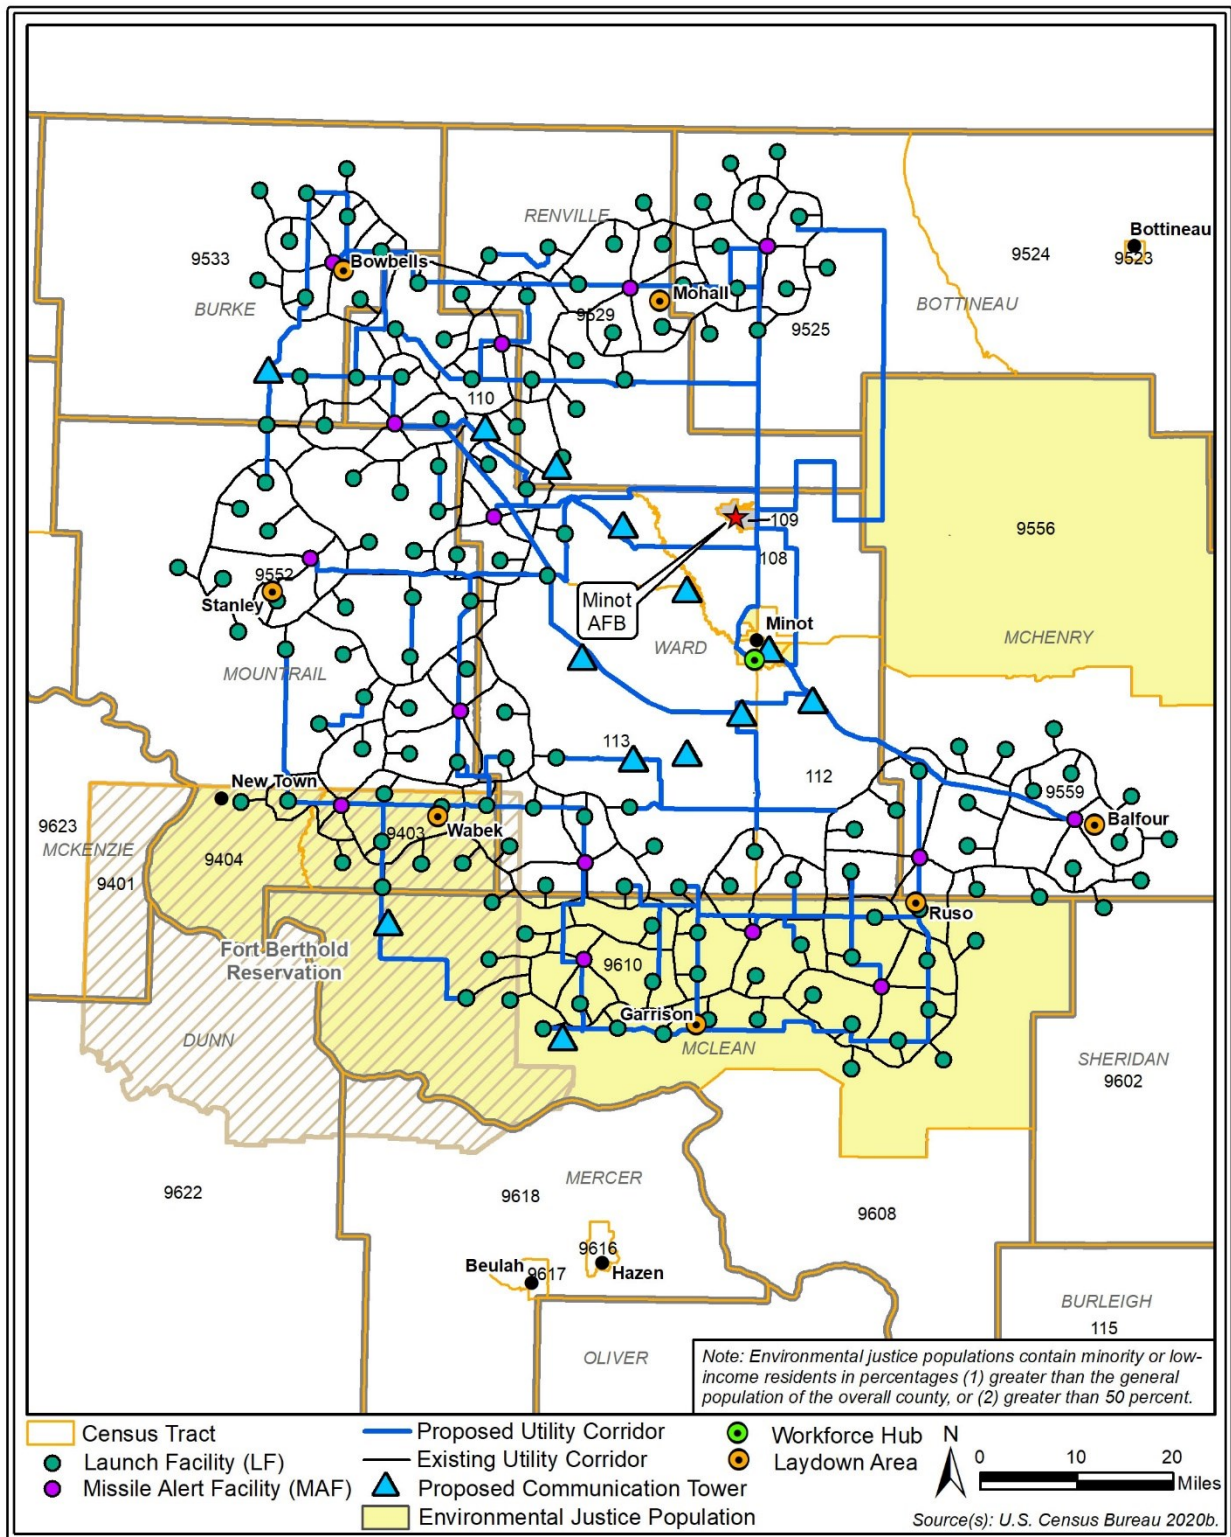 RENVILLE
Bottineau
9533
9524
9523
Bowbells
BURKE
Mohall
BOTTINEAU
9529
9525
110
109
9556
108
9552
Minot
AFB
Stanley
Minot
WARD
MCHENRY
MOUNTRAIL
113
112
New Town
9559
9623
Wabek
Balfour
MCKENZIE
9403
9404
9401
Ruso
Fort Berthold
Reservation
9610
Garrison
DUNN
MCLEAN
SHERIDAN
9602
MERCER
9622
9618
9608
9616
Beulah
9617
Hazen
BURLEIGH
115
OLIVER
Note: Environmental justice populations contain minority or low-
income residents in percentages (1) greater than the general
population of the overall county, or (2) greater than 50 percent.
Census Tract
Launch Facility (LF)
Missile Alert Facility (MAF)
Proposed Utility Corridor
Existing Utility Corridor
Proposed Communication Tower
Environmental Justice Population
Workforce Hub
Laydown Area
N
0 10 20
Miles
Source(s): U.S. Census Bureau 2020b.